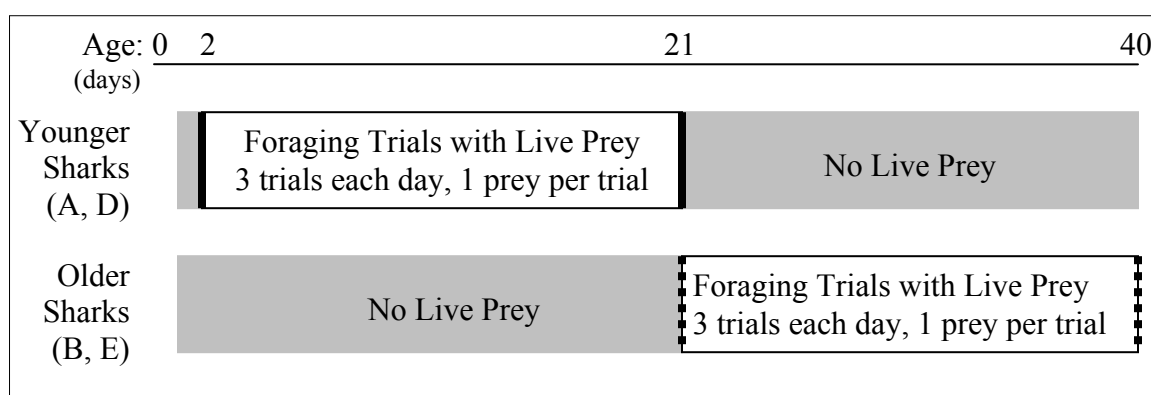 Age: 0 2 21 40
(days)
Younger
Sharks
(A, D)
Foraging Trials with Live Prey
3 trials each day, 1 prey per trial
No Live Prey
Older
Sharks
(B, E)
No Live Prey
Foraging Trials with Live Prey
3 trials each day, 1 prey per trial